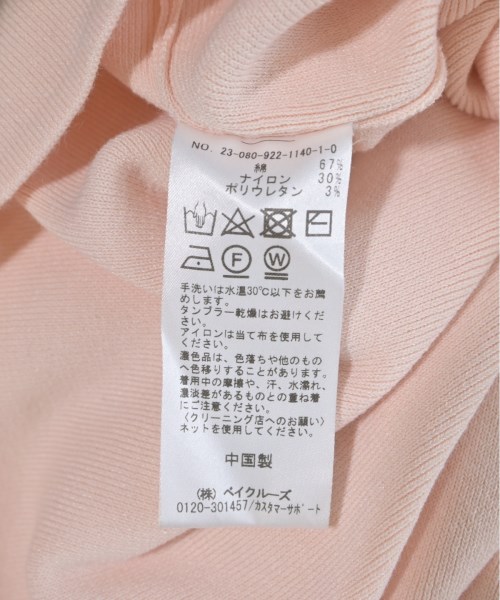 NO. 23-080-922-1140-1-0
綿 67%
ナイロン 30%
ポリウレタン 3%
F W
手洗いは水温30℃以下をお薦
めします。
タンブラー乾燥はお避けくださ
い。
アイロンは当て布を使用して
ください。
濃色品は、色落ちや他のもの
へ色移りすることがあります。
着用中の摩擦や、汗、水濡れ、
濃淡差があるものとの重ね着
にご注意ください。
〈クリーニング店へのお願い〉
ネットを使用してください。
中国製
(株) ベイクルーズ
0120-301457/カスタマーサポート